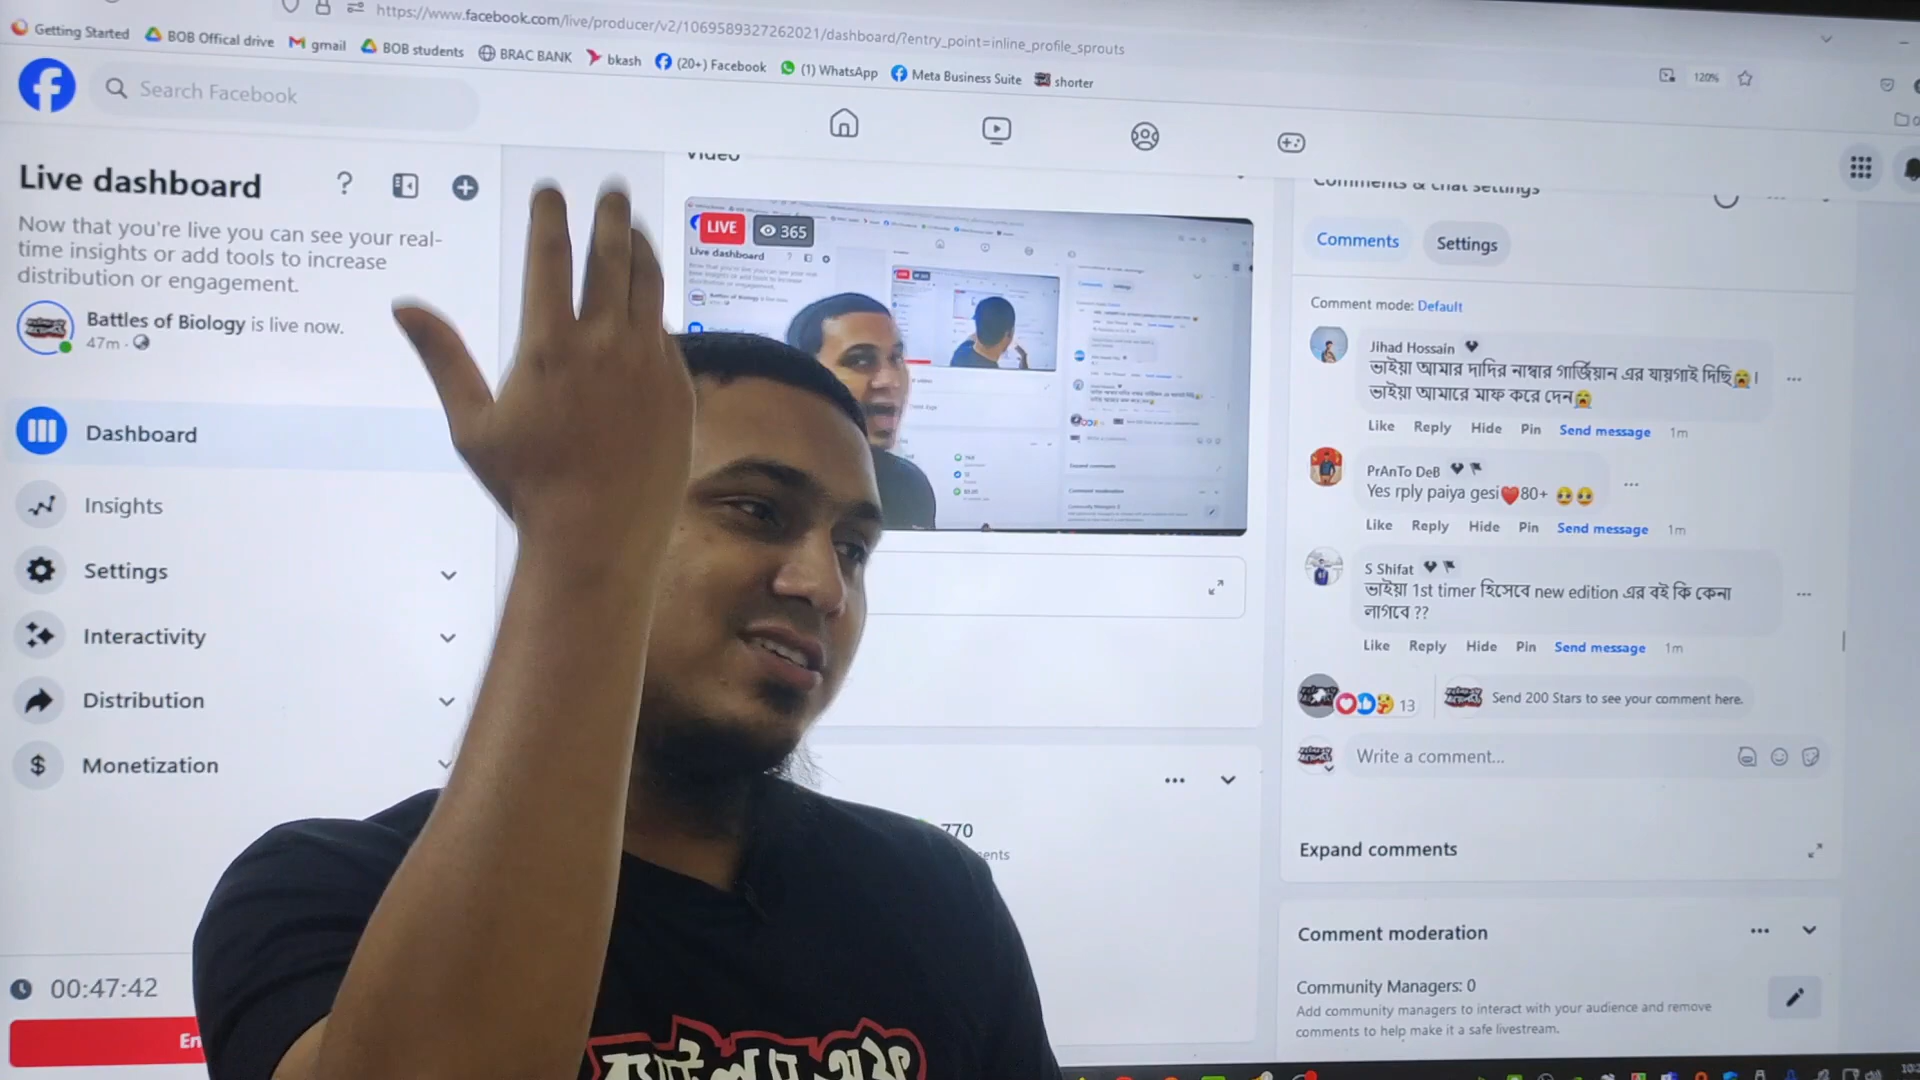 https://www.facebook.com/live/producer/v2/1069589327262021/dashboard/?entry_point=inline_profile_sprouts
Getting Started
BOB Offical drive
gmail
BOB students
BRAC BANK
bkash
(20+) Facebook
(1) WhatsApp
Meta Business Suite
shorter
120%
Search Facebook
Live dashboard
Now that you're live you can see your real-
time insights or add tools to increase
distribution or engagement.
Battles of Biology is live now.
47m
Dashboard
Insights
Settings
Interactivity
Distribution
Monetization
00:47:42
Video
LIVE
365
Live dashboard
770
Comments & chat settings
Comments
Settings
Comment mode: Default
Jihad Hossain
ভাইয়া আমার দাদির নাম্বার গার্জিয়ান এর যায়গাই দিছি😭।
ভাইয়া আমারে মাফ করে দেন😭
Like Reply Hide Pin Send message 1m
PrAnTo DeB
Yes rply paiya gesi❤️80+ 😂😂
Like Reply Hide Pin Send message 1m
S Shifat
ভাইয়া 1st timer হিসেবে new edition এর বই কি কেনা
লাগবে ??
Like Reply Hide Pin Send message 1m
13
Send 200 Stars to see your comment here.
Write a comment...
Expand comments
Comment moderation
Community Managers: 0
Add community managers to interact with your audience and remove
comments to help make it a safe livestream.